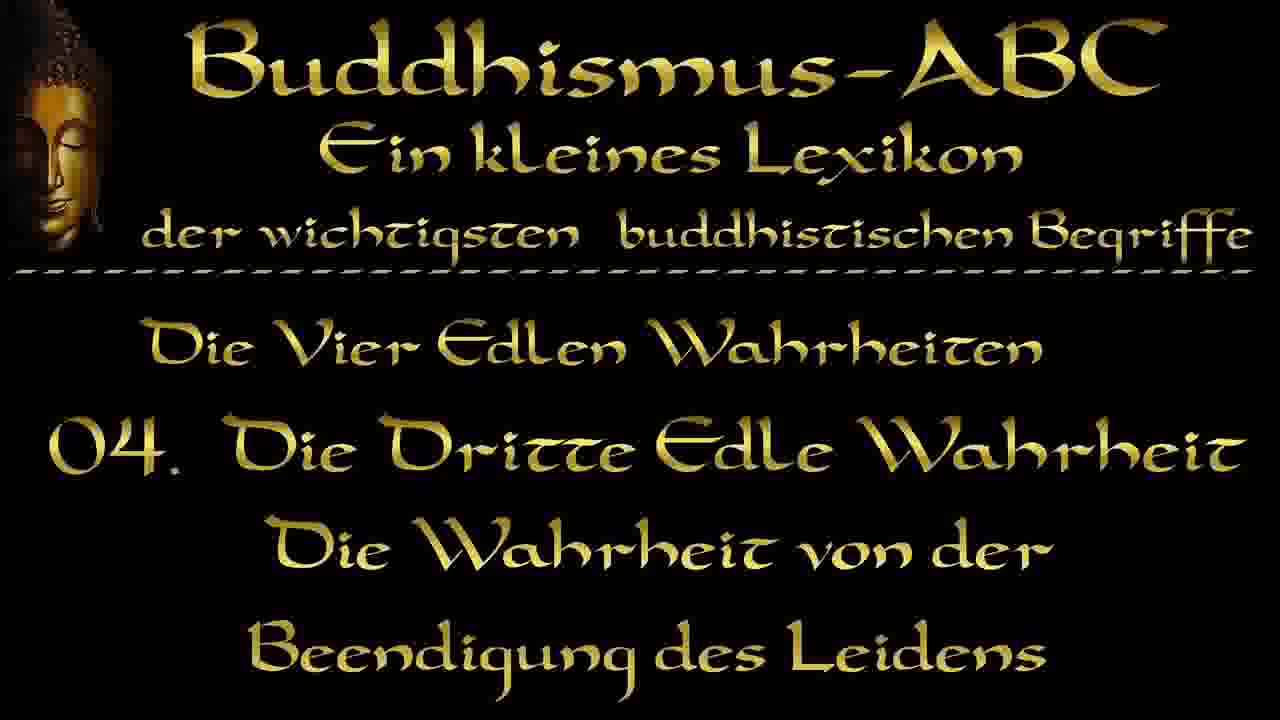 Buddhismus-ABC
Ein kleines Lexikon
der wichtigsten buddhistischen Begriffe
Die Vier Edlen Wahrheiten
04. Die Dritte Edle Wahrheit
Die Wahrheit von der
Beendigung des Leidens